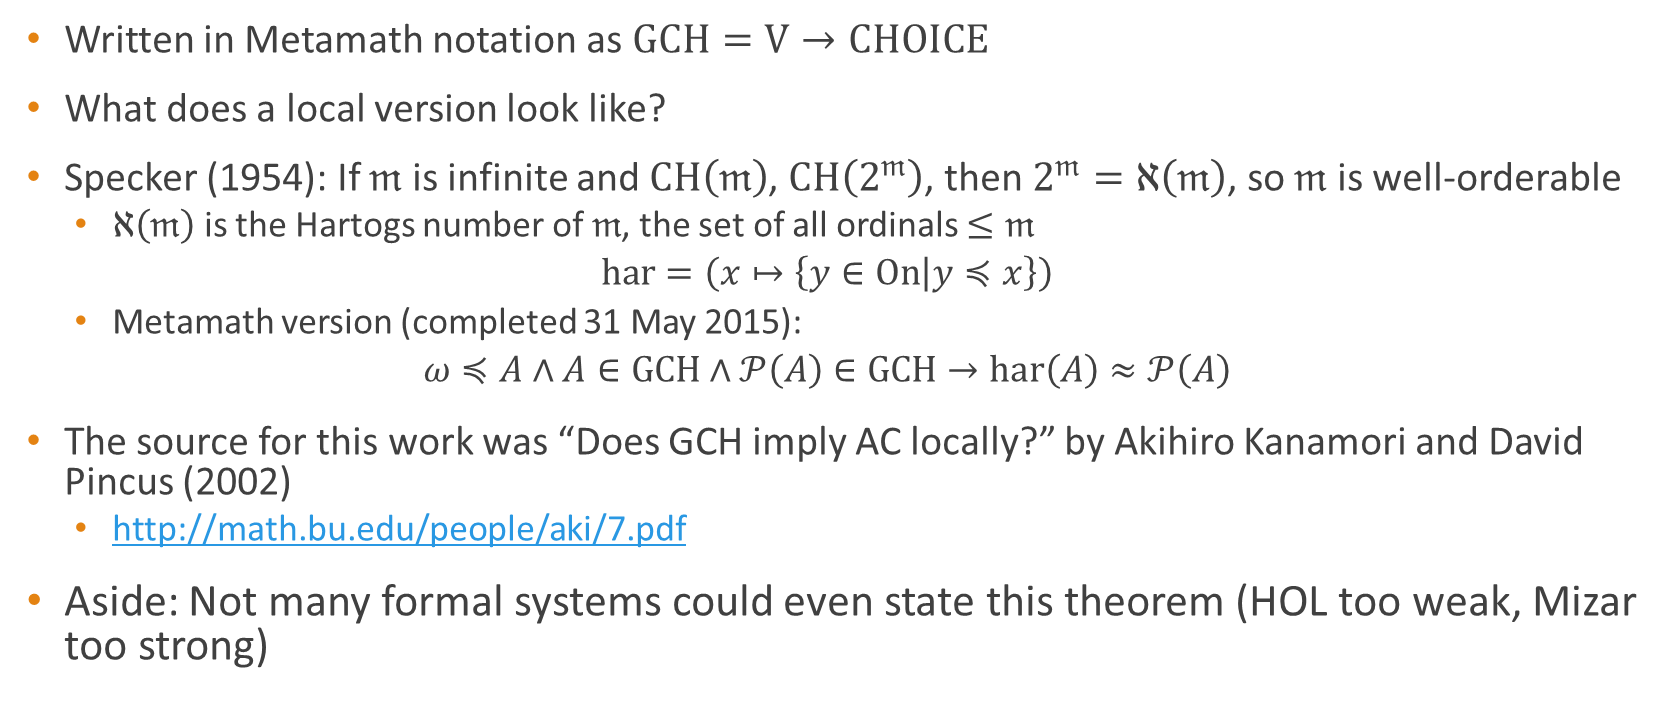 • Written in Metamath notation as GCH = V → CHOICE
• What does a local version look like?
• Specker (1954): If 𝔪 is infinite and CH(𝔪), CH(2^𝔪), then 2^𝔪 = ℵ(𝔪), so 𝔪 is well-orderable
• ℵ(𝔪) is the Hartogs number of 𝔪, the set of all ordinals ≤ 𝔪
har = (x ↦ {y ∈ On|y ≼ x})
• Metamath version (completed 31 May 2015):
ω ≼ A ∧ A ∈ GCH ∧ 𝒫(A) ∈ GCH → har(A) ≈ 𝒫(A)
• The source for this work was “Does GCH imply AC locally?” by Akihiro Kanamori and David
Pincus (2002)
• http://math.bu.edu/people/aki/7.pdf
• Aside: Not many formal systems could even state this theorem (HOL too weak, Mizar
too strong)